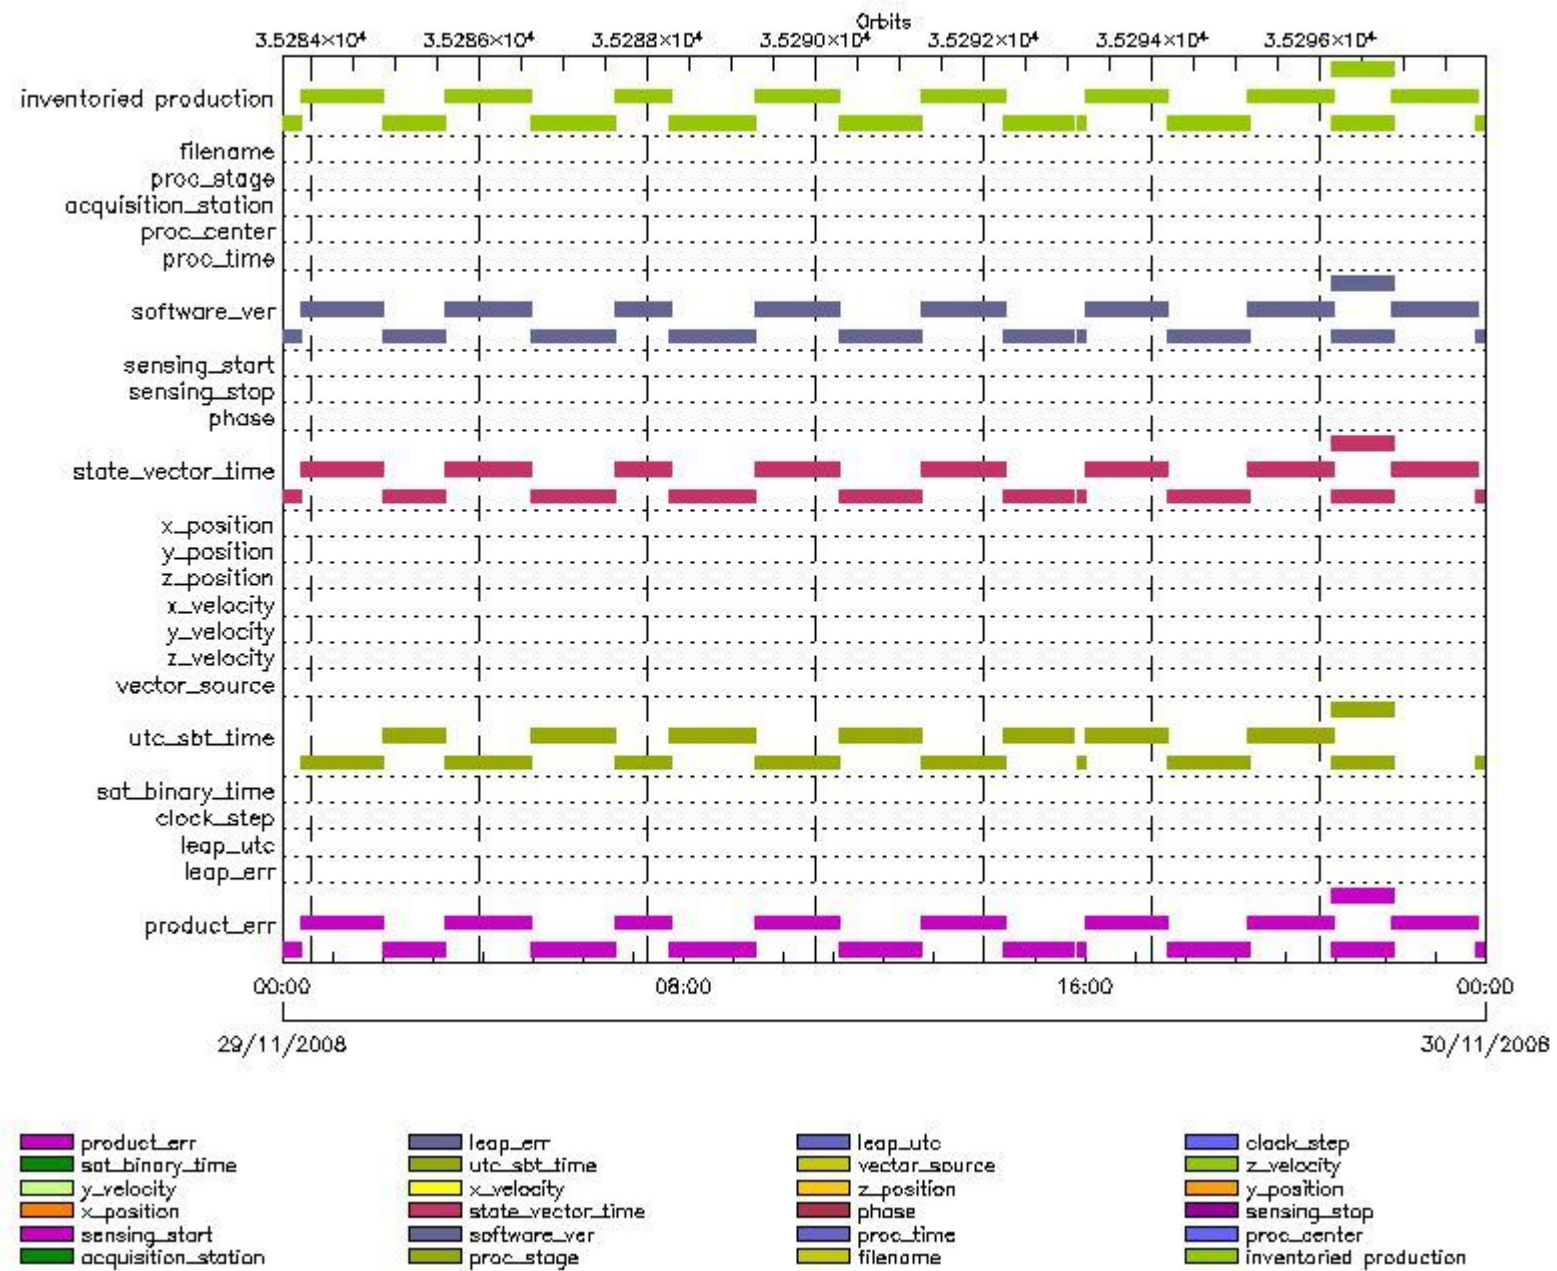 Orbits
3.5284×10⁴ 3.5286×10⁴ 3.5288×10⁴ 3.5290×10⁴ 3.5292×10⁴ 3.5294×10⁴ 3.5296×10⁴
inventoried production
filename
proc_stage
acquisition_station
proc_center
proc_time
software_ver
sensing_start
sensing_stop
phase
state_vector_time
x_position
y_position
z_position
x_velocity
y_velocity
z_velocity
vector_source
utc_sbt_time
sat_binary_time
clock_step
leap_utc
leap_err
product_err
00:00 08:00 16:00 00:00
29/11/2008 30/11/2008
product_err leap_err leap_utc clock_step
sat_binary_time utc_sbt_time vector_source z_velocity
y_velocity x_velocity z_position y_position
x_position state_vector_time phase sensing_stop
sensing_start software_ver proc_time proc_center
acquisition_station proc_stage filename inventoried production